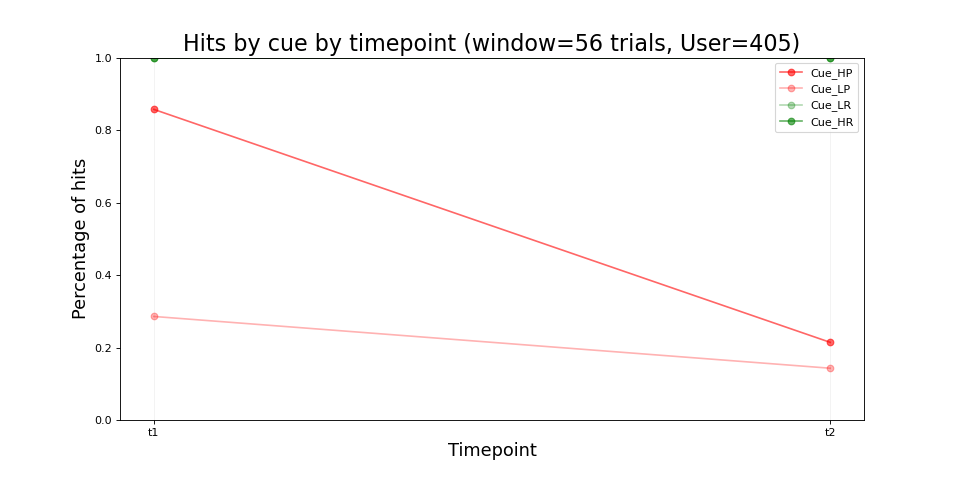 Hits by cue by timepoint (window=56 trials, User=405)
Percentage of hits
1.0
0.8
0.6
0.4
0.2
0.0
Cue_HP
Cue_LP
Cue_LR
Cue_HR
t1
t2
Timepoint